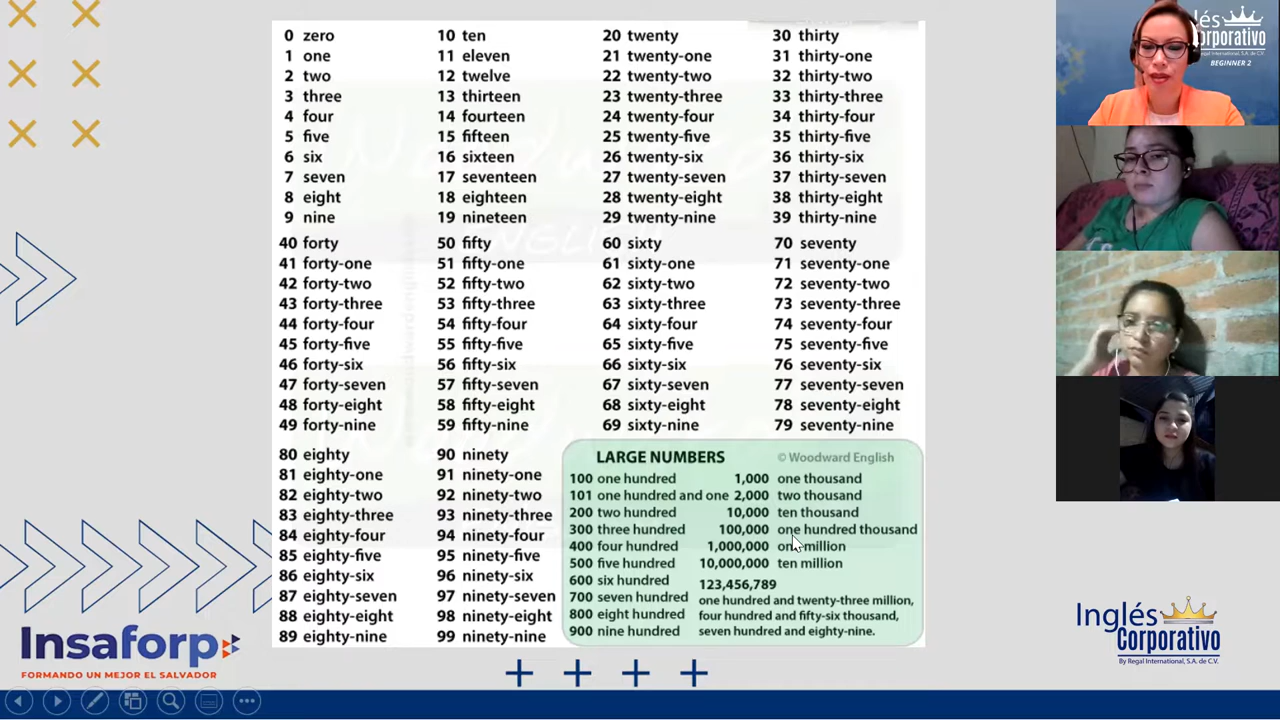 0 zero
1 one
2 two
3 three
4 four
5 five
6 six
7 seven
8 eight
9 nine
10 ten
11 eleven
12 twelve
13 thirteen
14 fourteen
15 fifteen
16 sixteen
17 seventeen
18 eighteen
19 nineteen
20 twenty
21 twenty-one
22 twenty-two
23 twenty-three
24 twenty-four
25 twenty-five
26 twenty-six
27 twenty-seven
28 twenty-eight
29 twenty-nine
30 thirty
31 thirty-one
32 thirty-two
33 thirty-three
34 thirty-four
35 thirty-five
36 thirty-six
37 thirty-seven
38 thirty-eight
39 thirty-nine
40 forty
41 forty-one
42 forty-two
43 forty-three
44 forty-four
45 forty-five
46 forty-six
47 forty-seven
48 forty-eight
49 forty-nine
50 fifty
51 fifty-one
52 fifty-two
53 fifty-three
54 fifty-four
55 fifty-five
56 fifty-six
57 fifty-seven
58 fifty-eight
59 fifty-nine
60 sixty
61 sixty-one
62 sixty-two
63 sixty-three
64 sixty-four
65 sixty-five
66 sixty-six
67 sixty-seven
68 sixty-eight
69 sixty-nine
70 seventy
71 seventy-one
72 seventy-two
73 seventy-three
74 seventy-four
75 seventy-five
76 seventy-six
77 seventy-seven
78 seventy-eight
79 seventy-nine
80 eighty
81 eighty-one
82 eighty-two
83 eighty-three
84 eighty-four
85 eighty-five
86 eighty-six
87 eighty-seven
88 eighty-eight
89 eighty-nine
90 ninety
91 ninety-one
92 ninety-two
93 ninety-three
94 ninety-four
95 ninety-five
96 ninety-six
97 ninety-seven
98 ninety-eight
99 ninety-nine
LARGE NUMBERS
© Woodward English
100 one hundred
101 one hundred and one
200 two hundred
300 three hundred
400 four hundred
500 five hundred
600 six hundred
700 seven hundred
800 eight hundred
900 nine hundred
1,000 one thousand
2,000 two thousand
10,000 ten thousand
100,000 one hundred thousand
1,000,000 one million
10,000,000 ten million
123,456,789
one hundred and twenty-three million,
four hundred and fifty-six thousand,
seven hundred and eighty-nine.
Insaforp
FORMANDO UN MEJOR EL SALVADOR
Inglés
Corporativo
By Regal International, S.A. de C.V.
BEGINNER 2